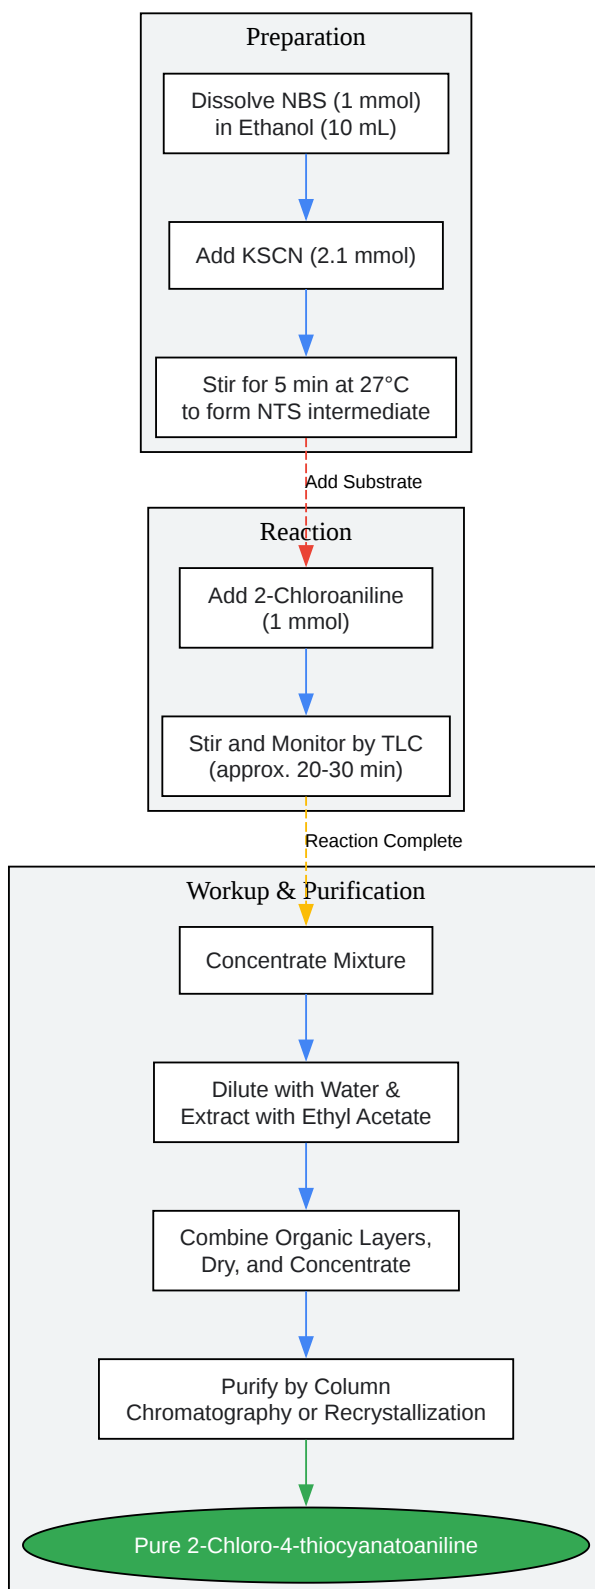 Preparation
Dissolve NBS (1 mmol)
in Ethanol (10 mL)
Add KSCN (2.1 mmol)
Stir for 5 min at 27°C
to form NTS intermediate
Add Substrate
Reaction
Add 2-Chloroaniline
(1 mmol)
Stir and Monitor by TLC
(approx. 20-30 min)
Reaction Complete
Workup & Purification
Concentrate Mixture
Dilute with Water &
Extract with Ethyl Acetate
Combine Organic Layers,
Dry, and Concentrate
Purify by Column
Chromatography or Recrystallization
Pure 2-Chloro-4-thiocyanatoaniline